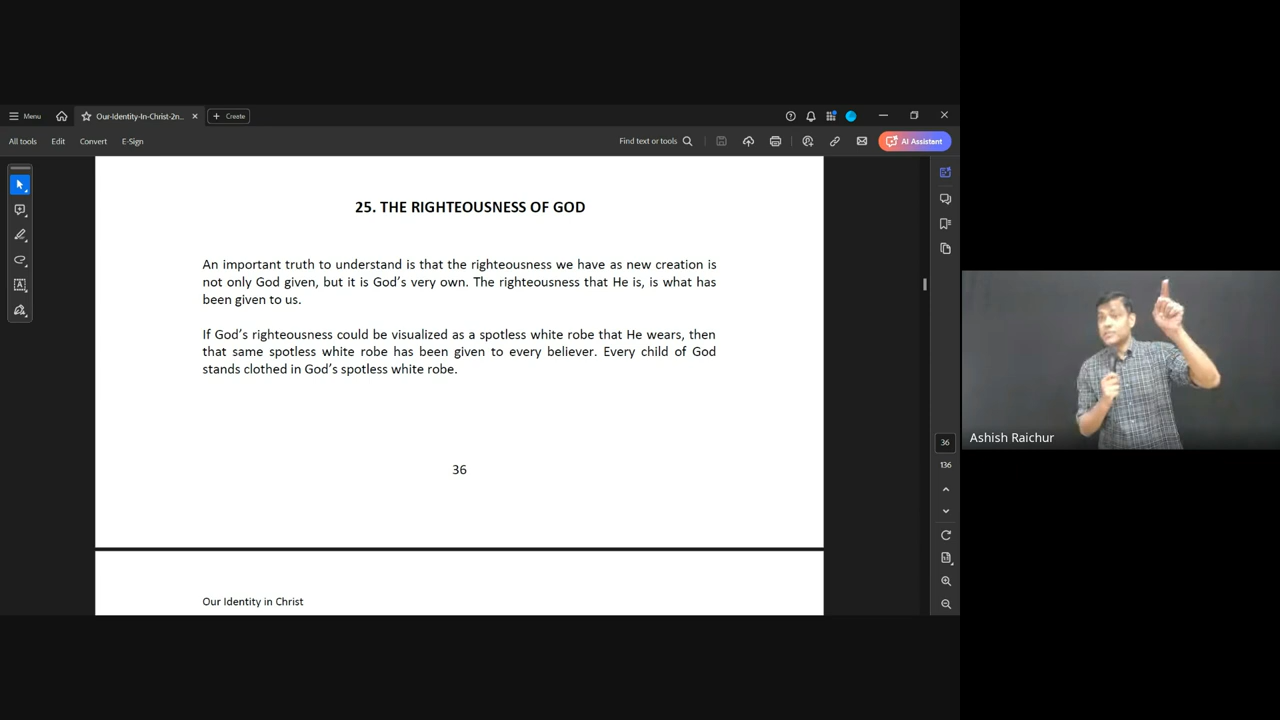 Menu
Our-Identity-In-Christ-2n...
Create
All tools
Edit
Convert
E-Sign
Find text or tools
AI Assistant
25. THE RIGHTEOUSNESS OF GOD
An important truth to understand is that the righteousness we have as new creation is
not only God given, but it is God’s very own. The righteousness that He is, is what has
been given to us.
If God’s righteousness could be visualized as a spotless white robe that He wears, then
that same spotless white robe has been given to every believer. Every child of God
stands clothed in God’s spotless white robe.
36
Our Identity in Christ
36
136
Ashish Raichur